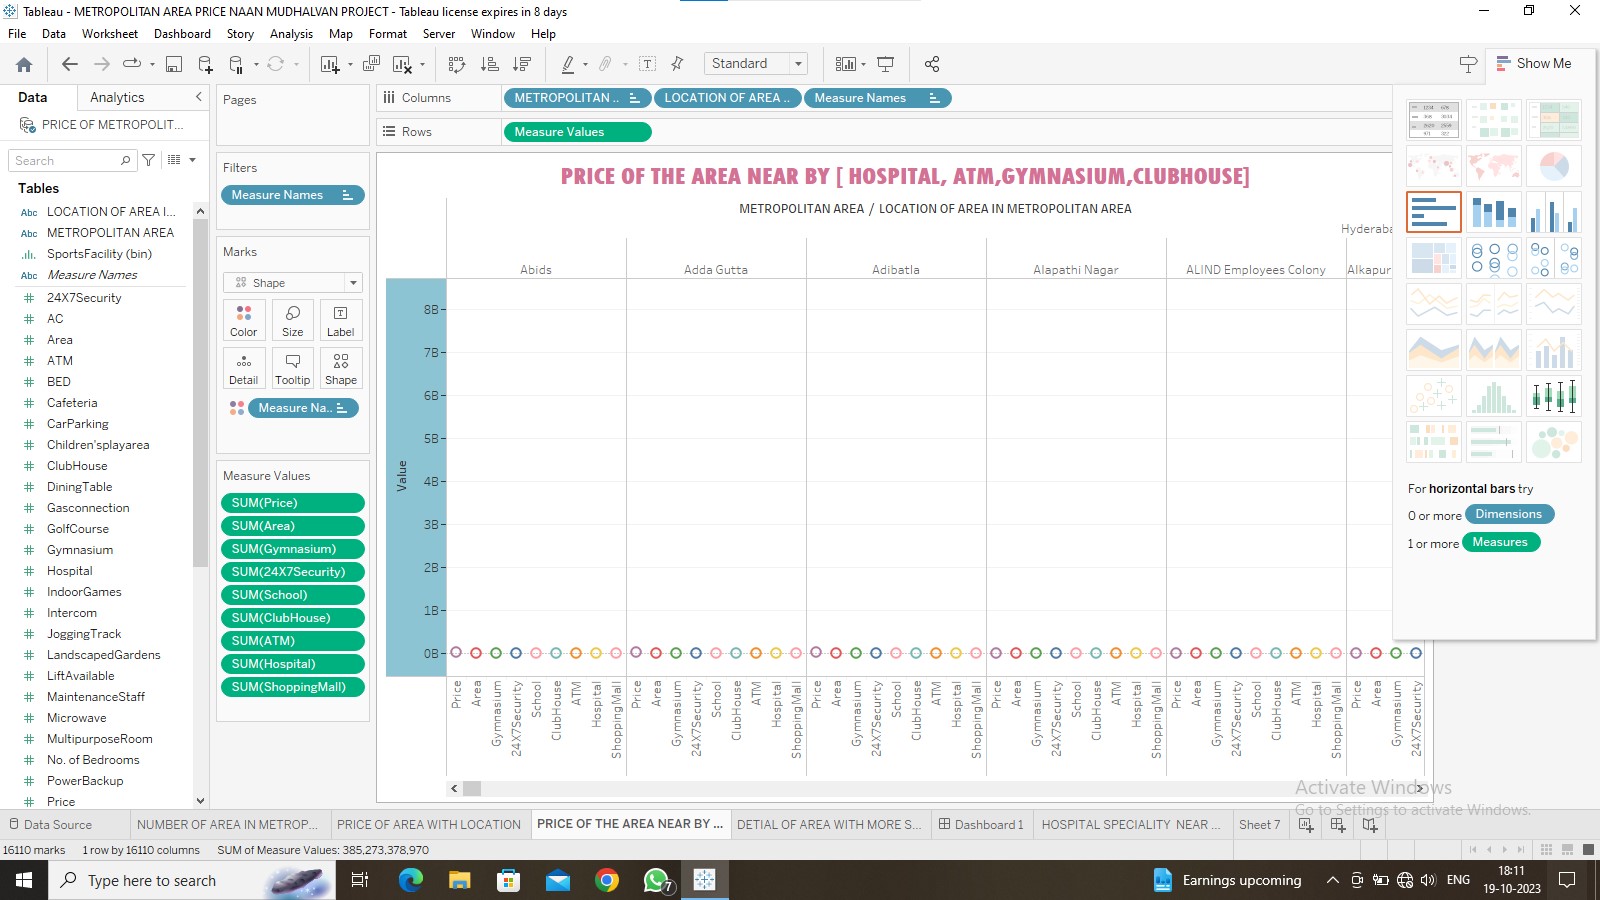 Tableau - METROPOLITAN AREA PRICE NAAN MUDHALVAN PROJECT - Tableau license expires in 8 days
File Data Worksheet Dashboard Story Analysis Map Format Server Window Help
Standard
Show Me
Data Analytics
PRICE OF METROPOLIT...
Search
Tables
Abc LOCATION OF AREA I...
Abc METROPOLITAN AREA
SportsFacility (bin)
Abc Measure Names
24X7Security
AC
Area
ATM
BED
Cafeteria
CarParking
Children'splayarea
ClubHouse
DiningTable
Gasconnection
GolfCourse
Gymnasium
Hospital
IndoorGames
Intercom
JoggingTrack
LandscapedGardens
LiftAvailable
MaintenanceStaff
Microwave
MultipurposeRoom
No. of Bedrooms
PowerBackup
Price
Pages
Filters
Measure Names
Marks
Shape
Color Size Label
Detail Tooltip Shape
Measure Na..
Measure Values
SUM(Price)
SUM(Area)
SUM(Gymnasium)
SUM(24X7Security)
SUM(School)
SUM(ClubHouse)
SUM(ATM)
SUM(Hospital)
SUM(ShoppingMall)
Columns METROPOLITAN .. LOCATION OF AREA .. Measure Names
Rows Measure Values
PRICE OF THE AREA NEAR BY [ HOSPITAL, ATM,GYMNASIUM,CLUBHOUSE]
METROPOLITAN AREA / LOCATION OF AREA IN METROPOLITAN AREA
Hyderaba
Abids Adda Gutta Adibatla Alapathi Nagar ALIND Employees Colony Alkapur
Value
8B
7B
6B
5B
4B
3B
2B
1B
0B
Price Area Gymnasium 24X7Security School ClubHouse ATM Hospital ShoppingMall Price Area Gymnasium 24X7Security School ClubHouse ATM Hospital ShoppingMall Price Area Gymnasium 24X7Security School ClubHouse ATM Hospital ShoppingMall Price Area Gymnasium 24X7Security School ClubHouse ATM Hospital ShoppingMall Price Area Gymnasium 24X7Security School ClubHouse ATM Hospital ShoppingMall Price Area Gymnasium 24X7Security
For horizontal bars try
0 or more Dimensions
1 or more Measures
Activate Windows
Go to Settings to activate Windows.
Data Source NUMBER OF AREA IN METROP... PRICE OF AREA WITH LOCATION PRICE OF THE AREA NEAR BY ... DETIAL OF AREA WITH MORE S... Dashboard 1 HOSPITAL SPECIALITY NEAR ... Sheet 7
16110 marks 1 row by 16110 columns SUM of Measure Values: 385,273,378,970
Type here to search
7
Earnings upcoming
ENG
18:11
19-10-2023